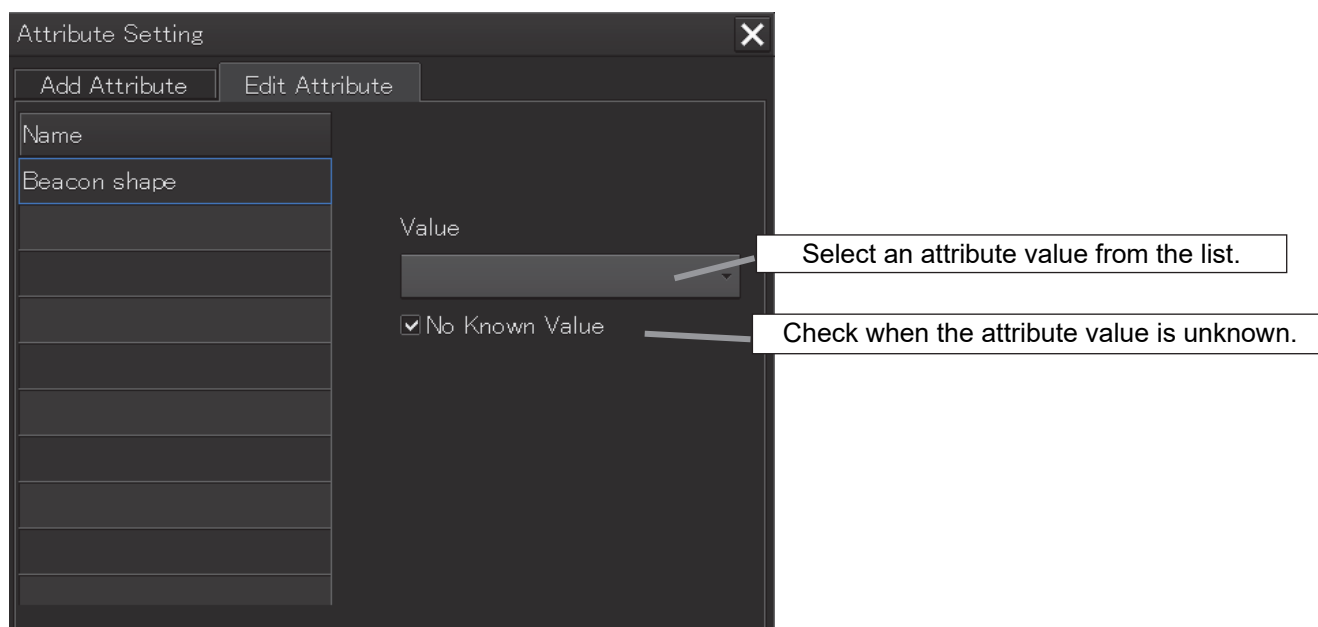 Attribute Setting
Add Attribute
Edit Attribute
Name
Beacon shape
Value
Select an attribute value from the list.
No Known Value
Check when the attribute value is unknown.